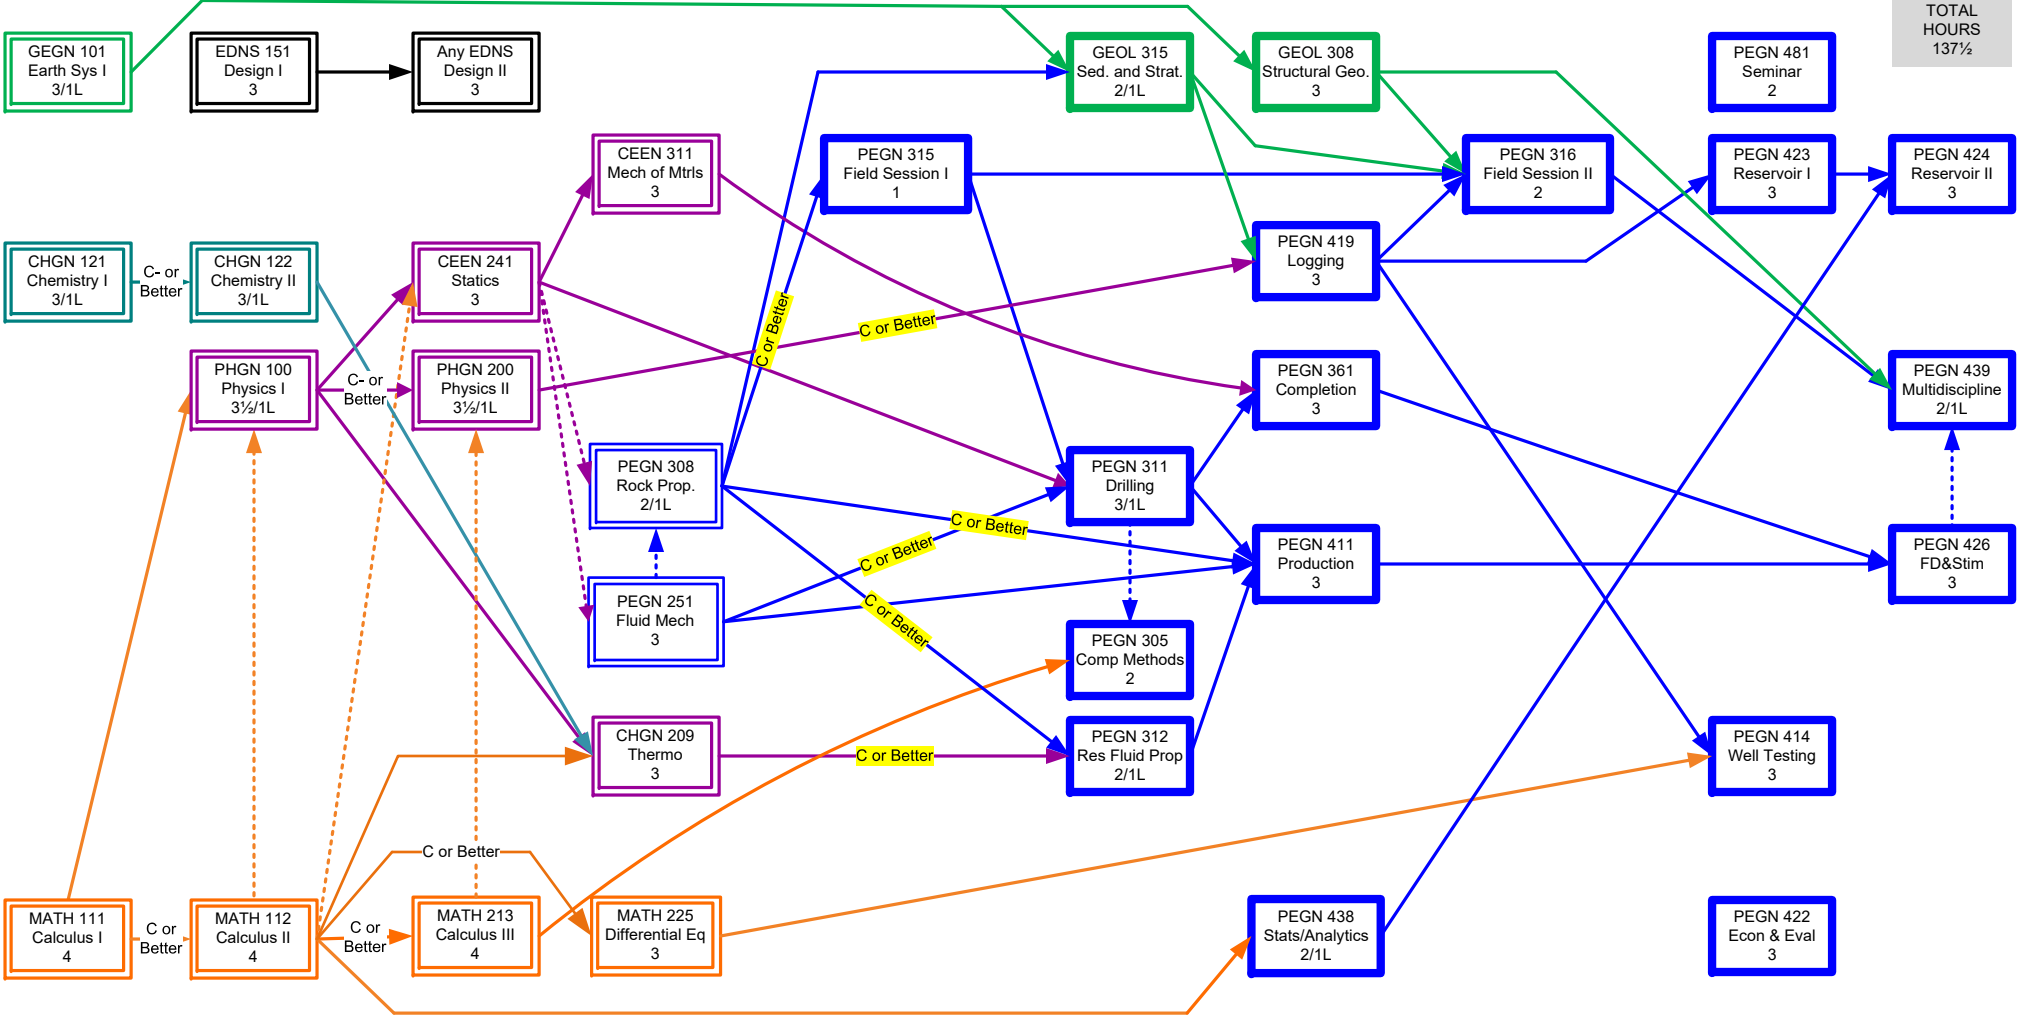 TOTAL
HOURS
137½
GEGN 101
Earth Sys I
3/1L
EDNS 151
Design I
3
Any EDNS
Design II
3
GEOL 315
Sed. and Strat.
2/1L
GEOL 308
Structural Geo.
3
PEGN 481
Seminar
2
CEEN 311
Mech of Mtrls
3
PEGN 315
Field Session I
1
PEGN 316
Field Session II
2
PEGN 423
Reservoir I
3
PEGN 424
Reservoir II
3
CHGN 121
Chemistry I
3/1L
C- or
Better
CHGN 122
Chemistry II
3/1L
CEEN 241
Statics
3
PEGN 419
Logging
3
C or Better
C or Better
PHGN 100
Physics I
3½/1L
C- or
Better
PHGN 200
Physics II
3½/1L
PEGN 361
Completion
3
PEGN 439
Multidiscipline
2/1L
PEGN 308
Rock Prop.
2/1L
PEGN 311
Drilling
3/1L
C or Better
C or Better
PEGN 411
Production
3
PEGN 426
FD&Stim
3
PEGN 251
Fluid Mech
3
C or Better
PEGN 305
Comp Methods
2
CHGN 209
Thermo
3
C or Better
PEGN 312
Res Fluid Prop
2/1L
PEGN 414
Well Testing
3
C or Better
MATH 111
Calculus I
4
C or
Better
MATH 112
Calculus II
4
C or
Better
MATH 213
Calculus III
4
MATH 225
Differential Eq
3
PEGN 438
Stats/Analytics
2/1L
PEGN 422
Econ & Eval
3